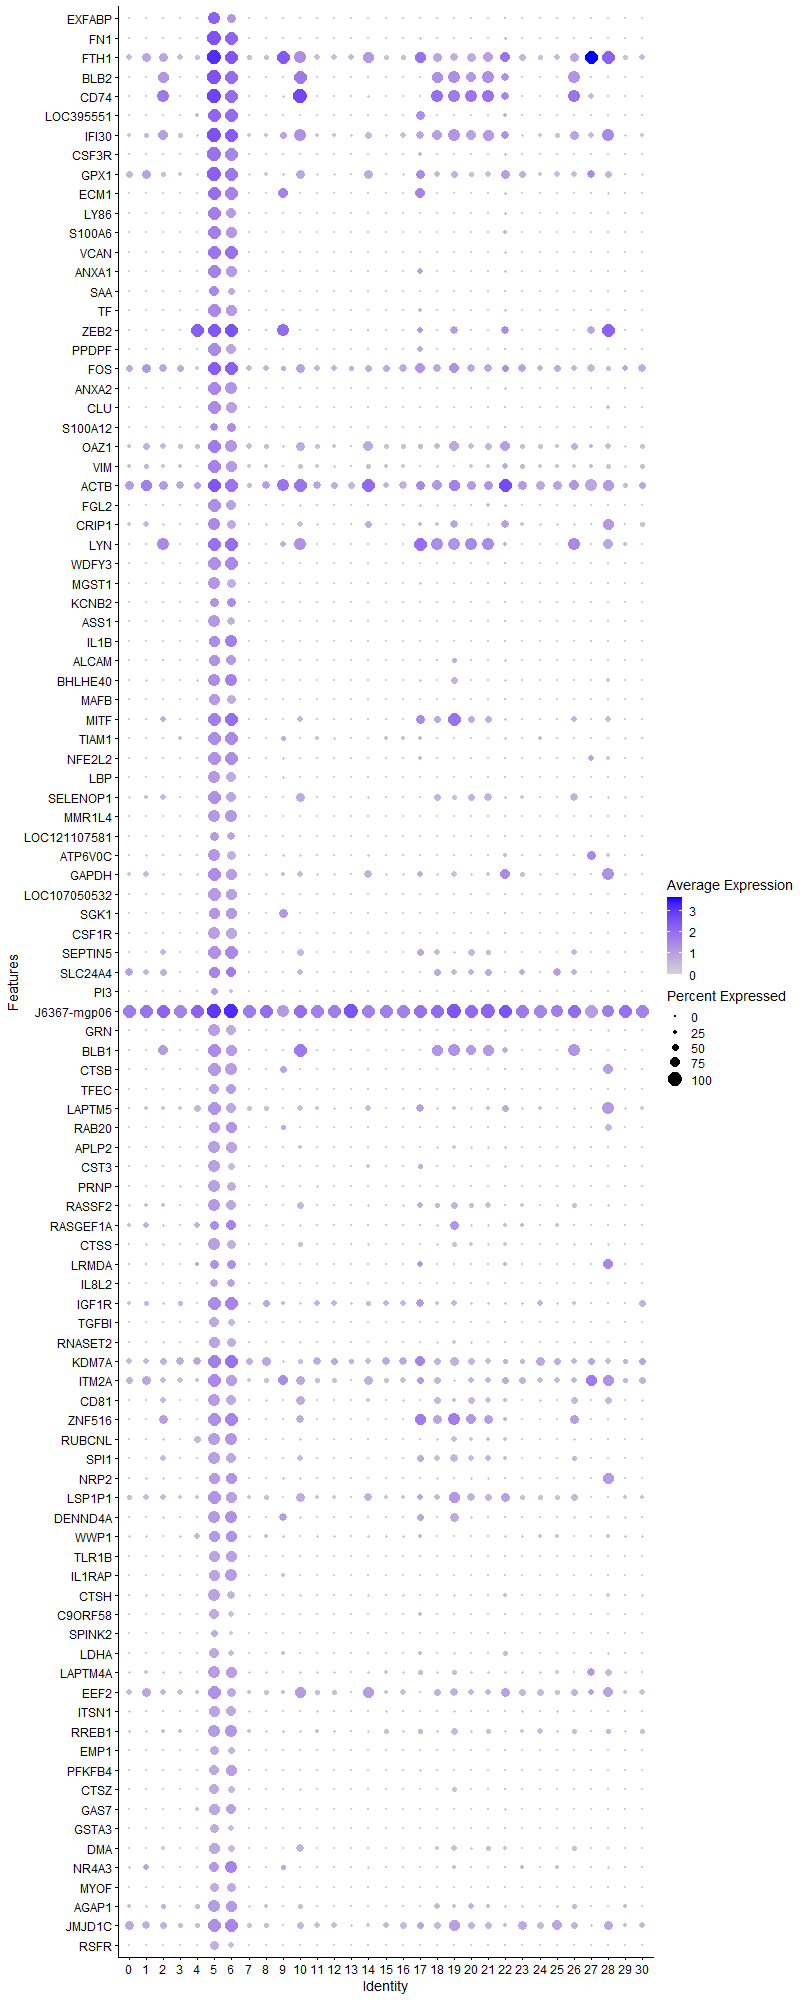 EXFABP
FN1
FTH1
BLB2
CD74
LOC395551
IFI30
CSF3R
GPX1
ECM1
LY86
S100A6
VCAN
ANXA1
SAA
TF
ZEB2
PPDPF
FOS
ANXA2
CLU
S100A12
OAZ1
VIM
ACTB
FGL2
CRIP1
LYN
WDFY3
MGST1
KCNB2
ASS1
IL1B
ALCAM
BHLHE40
MAFB
MITF
TIAM1
NFE2L2
LBP
SELENOP1
MMR1L4
LOC121107581
ATP6V0C
GAPDH
LOC107050532
SGK1
CSF1R
SEPTIN5
SLC24A4
PI3
J6367-mgp06
GRN
BLB1
CTSB
TFEC
LAPTM5
RAB20
APLP2
CST3
PRNP
RASSF2
RASGEF1A
CTSS
LRMDA
IL8L2
IGF1R
TGFBI
RNASET2
KDM7A
ITM2A
CD81
ZNF516
RUBCNL
SPI1
NRP2
LSP1P1
DENND4A
WWP1
TLR1B
IL1RAP
CTSH
C9ORF58
SPINK2
LDHA
LAPTM4A
EEF2
ITSN1
RREB1
EMP1
PFKFB4
CTSZ
GAS7
GSTA3
DMA
NR4A3
MYOF
AGAP1
JMJD1C
RSFR
Features
0 1 2 3 4 5 6 7 8 9 10 11 12 13 14 15 16 17 18 19 20 21 22 23 24 25 26 27 28 29 30
Identity
Average Expression
3
2
1
0
Percent Expressed
0
25
50
75
100